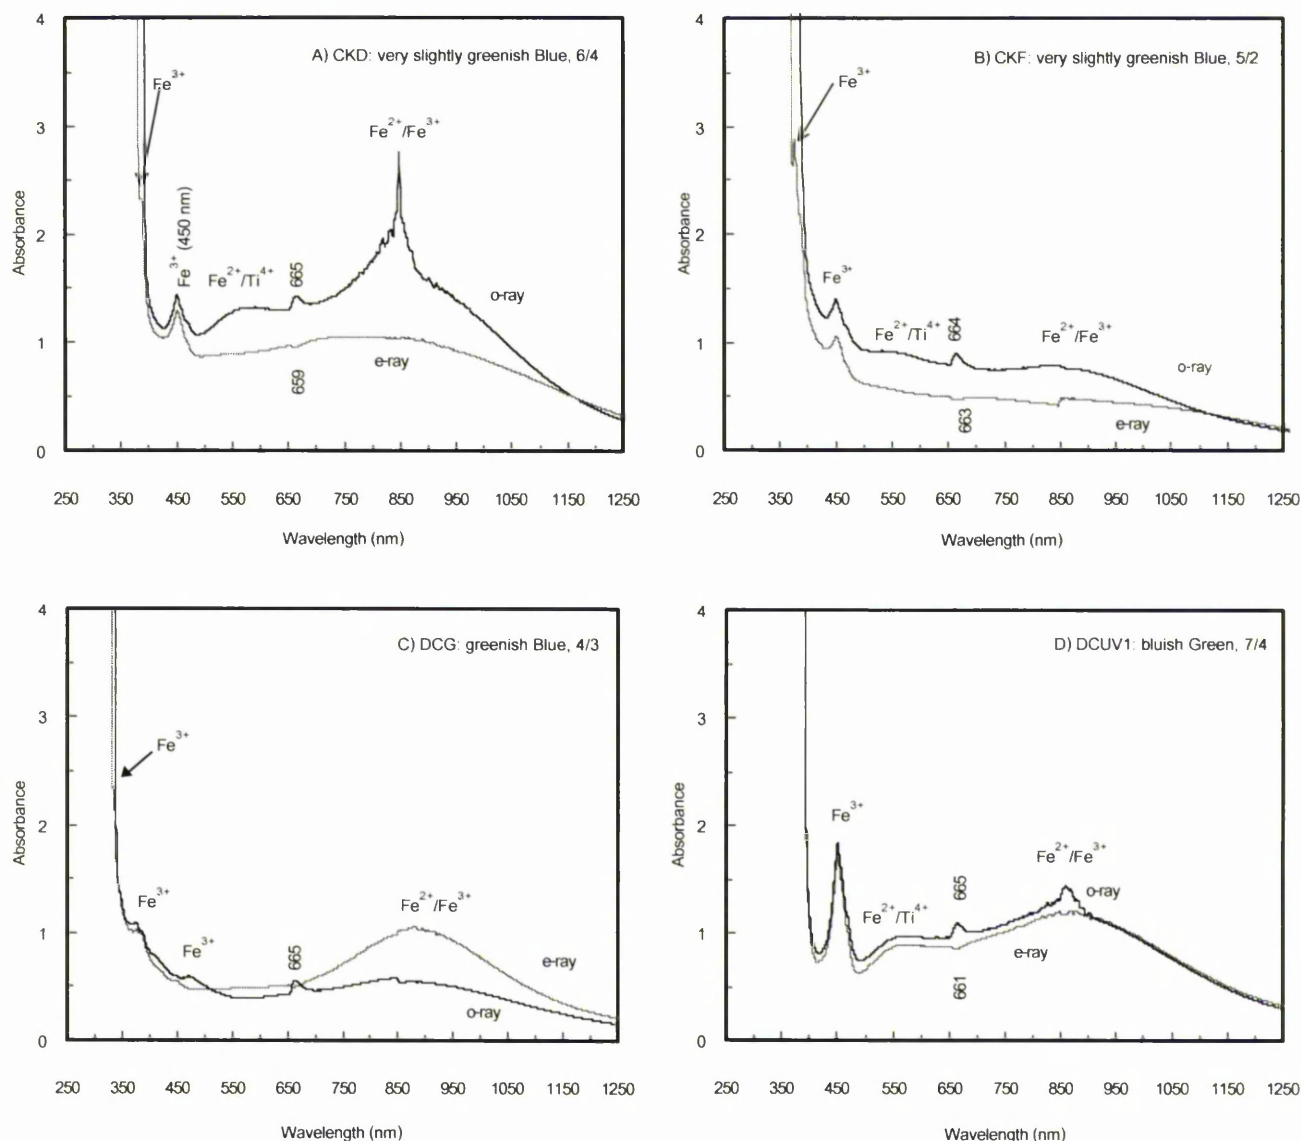 A) CKD: very slightly greenish Blue, 6/4
4
3
2
1
0
Absorbance
Fe³⁺
Fe³⁺ (450 nm)
Fe²⁺/Ti⁴⁺
665
Fe²⁺/Fe³⁺
o-ray
e-ray
659
250 350 450 550 650 750 850 950 1050 1150 1250
Wavelength (nm)
B) CKF: very slightly greenish Blue, 5/2
4
3
2
1
0
Absorbance
Fe³⁺
Fe³⁺
Fe²⁺/Ti⁴⁺
664
Fe²⁺/Fe³⁺
o-ray
e-ray
663
250 350 450 550 650 750 850 950 1050 1150 1250
Wavelength (nm)
C) DCG: greenish Blue, 4/3
4
3
2
1
0
Absorbance
Fe³⁺
Fe³⁺
Fe³⁺
665
Fe²⁺/Fe³⁺
e-ray
o-ray
250 350 450 550 650 750 850 950 1050 1150 1250
Wavelength (nm)
D) DCUV1: bluish Green, 7/4
4
3
2
1
0
Absorbance
Fe³⁺
Fe²⁺/Ti⁴⁺
665
Fe²⁺/Fe³⁺
o-ray
e-ray
661
250 350 450 550 650 750 850 950 1050 1150 1250
Wavelength (nm)